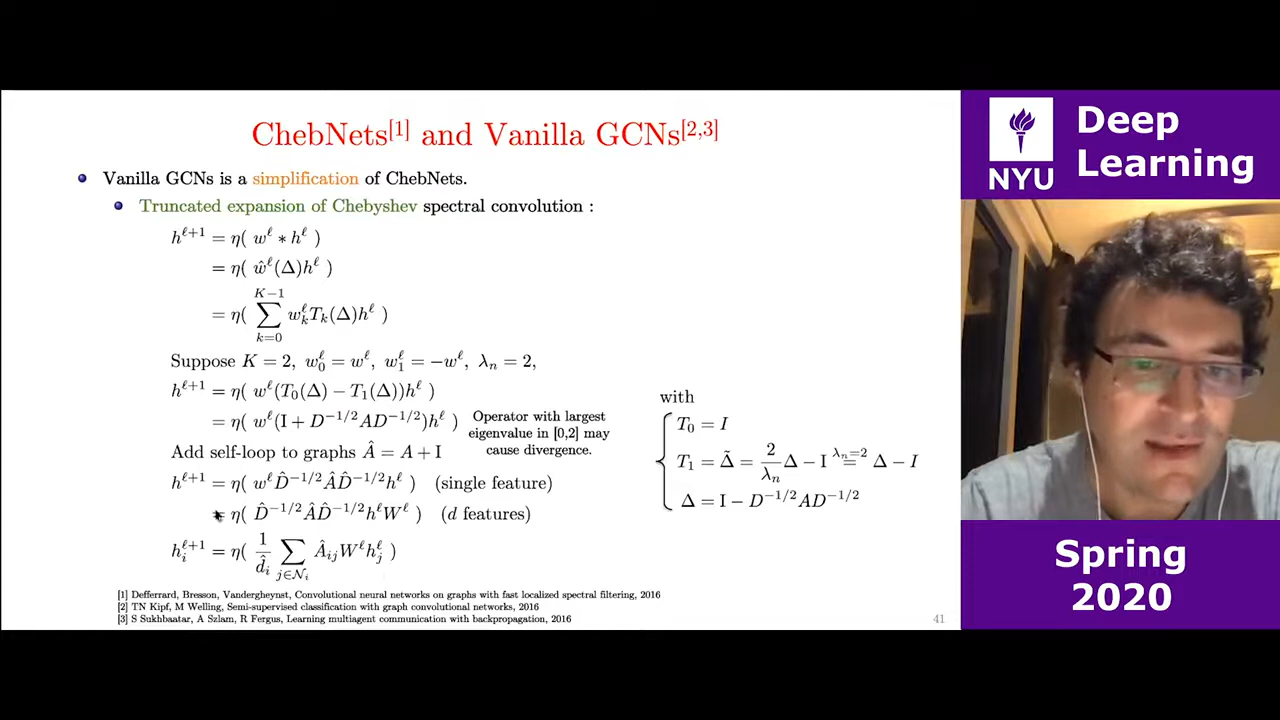 ChebNets[1] and Vanilla GCNs[2,3]
Vanilla GCNs is a simplification of ChebNets.
Truncated expansion of Chebyshev spectral convolution :
h^{ℓ+1} = η( w^ℓ * h^ℓ )
= η( ŵ^ℓ(Δ)h^ℓ )
= η( ∑_{k=0}^{K−1} w_k^ℓ T_k(Δ)h^ℓ )
Suppose K = 2, w_0^ℓ = w^ℓ, w_1^ℓ = −w^ℓ, λ_n = 2,
h^{ℓ+1} = η( w^ℓ(T_0(Δ) − T_1(Δ))h^ℓ )
= η( w^ℓ(I + D^{−1/2}AD^{−1/2})h^ℓ )
Operator with largest
eigenvalue in [0,2] may
cause divergence.
Add self-loop to graphs Â = A + I
h^{ℓ+1} = η( w^ℓ D̂^{−1/2}ÂD̂^{−1/2}h^ℓ ) (single feature)
= η( D̂^{−1/2}ÂD̂^{−1/2}h^ℓW^ℓ ) (d features)
h_i^{ℓ+1} = η( 1/d̂_i ∑_{j∈N_i} Â_{ij}W^ℓh_j^ℓ )
with
T_0 = I
T_1 = Δ̃ = 2/λ_n Δ − I =^{λ_n=2} Δ − I
Δ = I − D^{−1/2}AD^{−1/2}
[1] Defferrard, Bresson, Vandergheynst, Convolutional neural networks on graphs with fast localized spectral filtering, 2016
[2] TN Kipf, M Welling, Semi-supervised classification with graph convolutional networks, 2016
[3] S Sukhbaatar, A Szlam, R Fergus, Learning multiagent communication with backpropagation, 2016
41
NYU
Deep
Learning
Spring
2020